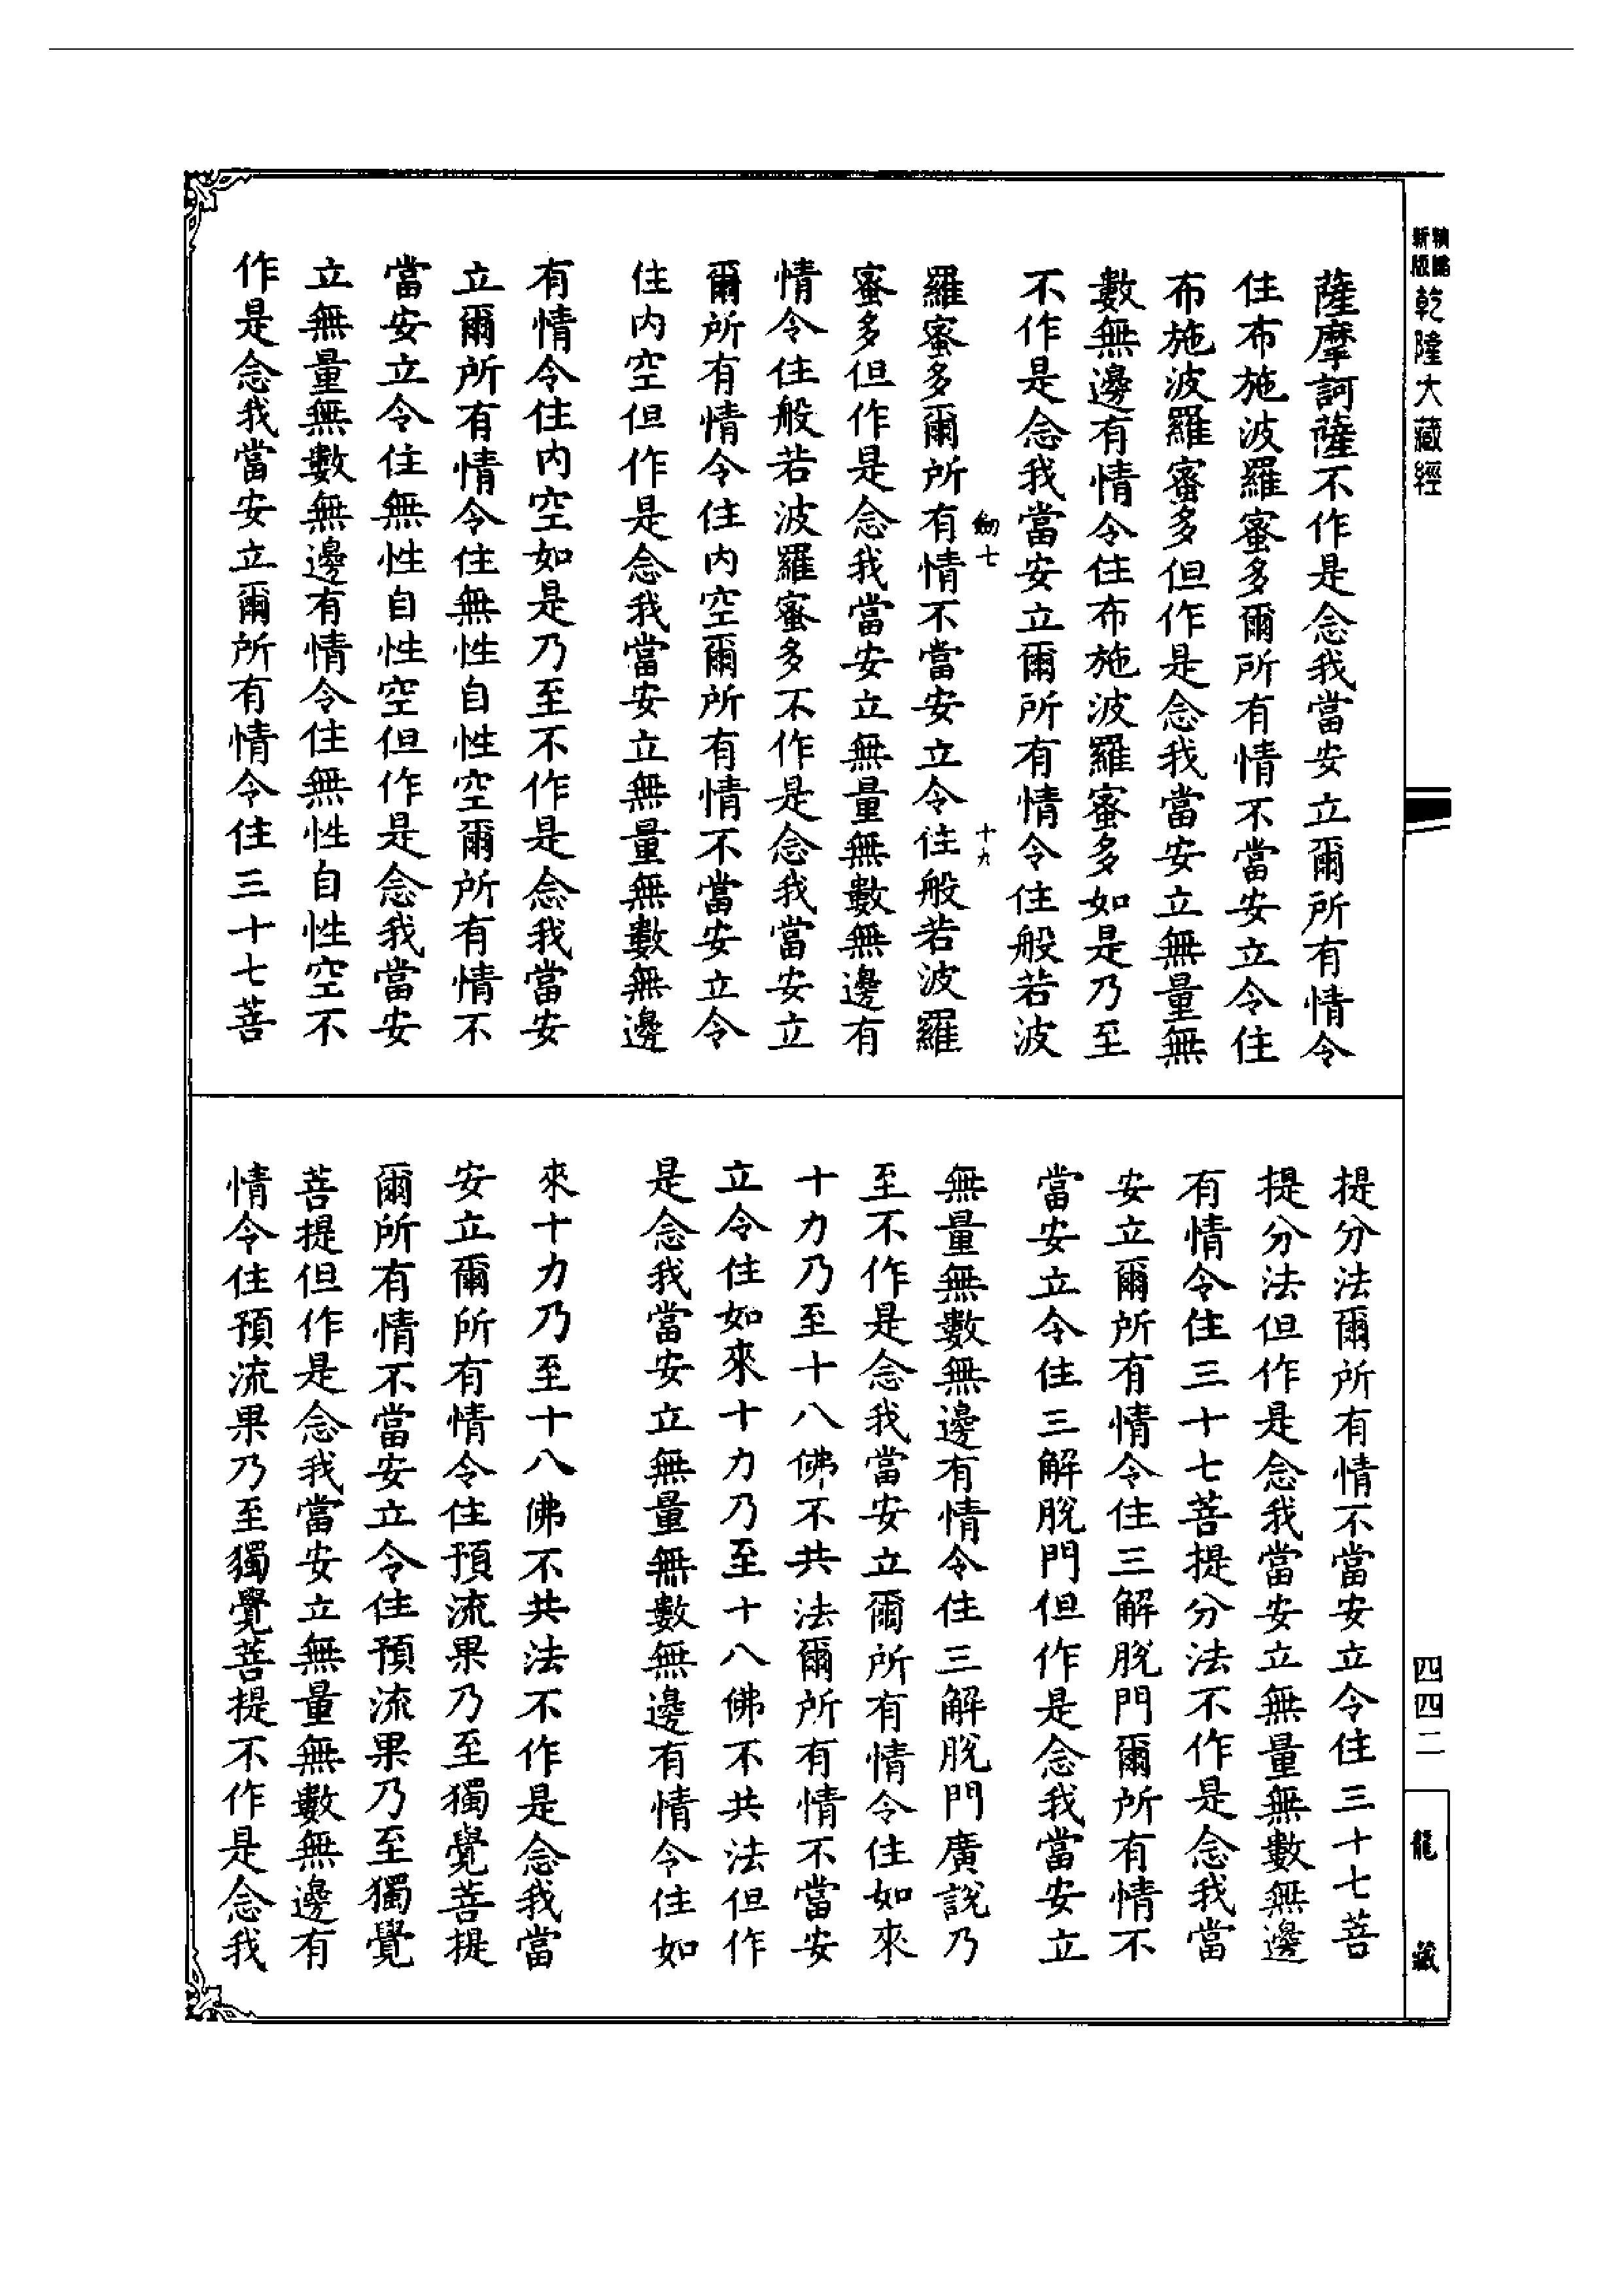 新版
乾隆大藏經
四四二
龍藏
薩摩訶薩不作是念我當安立爾所有情令
住布施波羅蜜多爾所有情不當安立令住
布施波羅蜜多但作是念我當安立無量無
數無邊有情令住布施波羅蜜多如是乃至
不作是念我當安立爾所有情令住般若波
十九
羅蜜多爾所有情不當安立令住般若波羅
蜜多但作是念我當安立無量無數無邊有
情令住般若波羅蜜多不作是念我當安立
爾所有情令住內空爾所有情不當安立令
住內空但作是念我當安立無量無數無邊
有情令住內空如是乃至不作是念我當安
立爾所有情令住無性自性空爾所有情不
當安立令住無性自性空但作是念我當安
立無量無數無邊有情令住無性自性空不
作是念我當安立爾所有情令住三十七菩
提分法爾所有情不當安立令住三十七菩
提分法但作是念我當安立無量無數無邊
有情令住三十七菩提分法不作是念我當
安立爾所有情令住三解脫門爾所有情不
當安立令住三解脫門但作是念我當安立
無量無數無邊有情令住三解脫門廣說乃
至不作是念我當安立爾所有情令住如來
十力乃至十八佛不共法爾所有情不當安
立令住如來十力乃至十八佛不共法但作
是念我當安立無量無數無邊有情令住如
來十力乃至十八佛不共法不作是念我當
安立爾所有情令住預流果乃至獨覺菩提
爾所有情不當安立令住預流果乃至獨覺
菩提但作是念我當安立無量無數無邊有
情令住預流果乃至獨覺菩提不作是念我